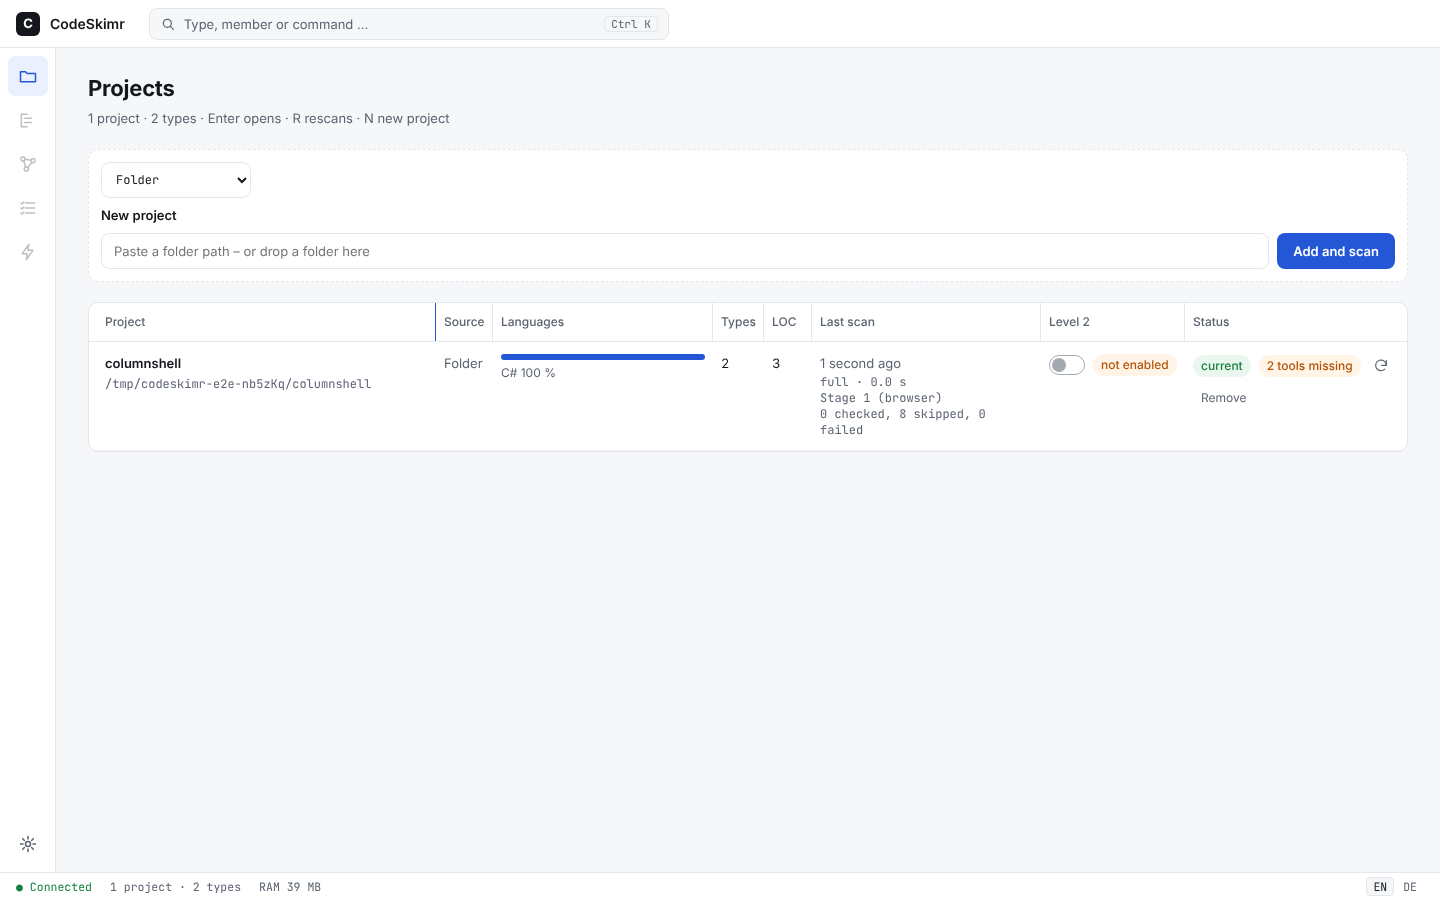 C CodeSkimr Type, member or command ... Ctrl K
Projects
1 project · 2 types · Enter opens · R rescans · N new project
Folder
New project
Paste a folder path – or drop a folder here Add and scan
Project Source Languages Types LOC Last scan Level 2 Status
columnshell Folder 2 3 1 second ago not enabled current 2 tools missing
/tmp/codeskimr-e2e-nb5zKq/columnshell C# 100 % full · 0.0 s
Stage 1 (browser) Remove
0 checked, 8 skipped, 0
failed
Connected 1 project · 2 types RAM 39 MB EN DE